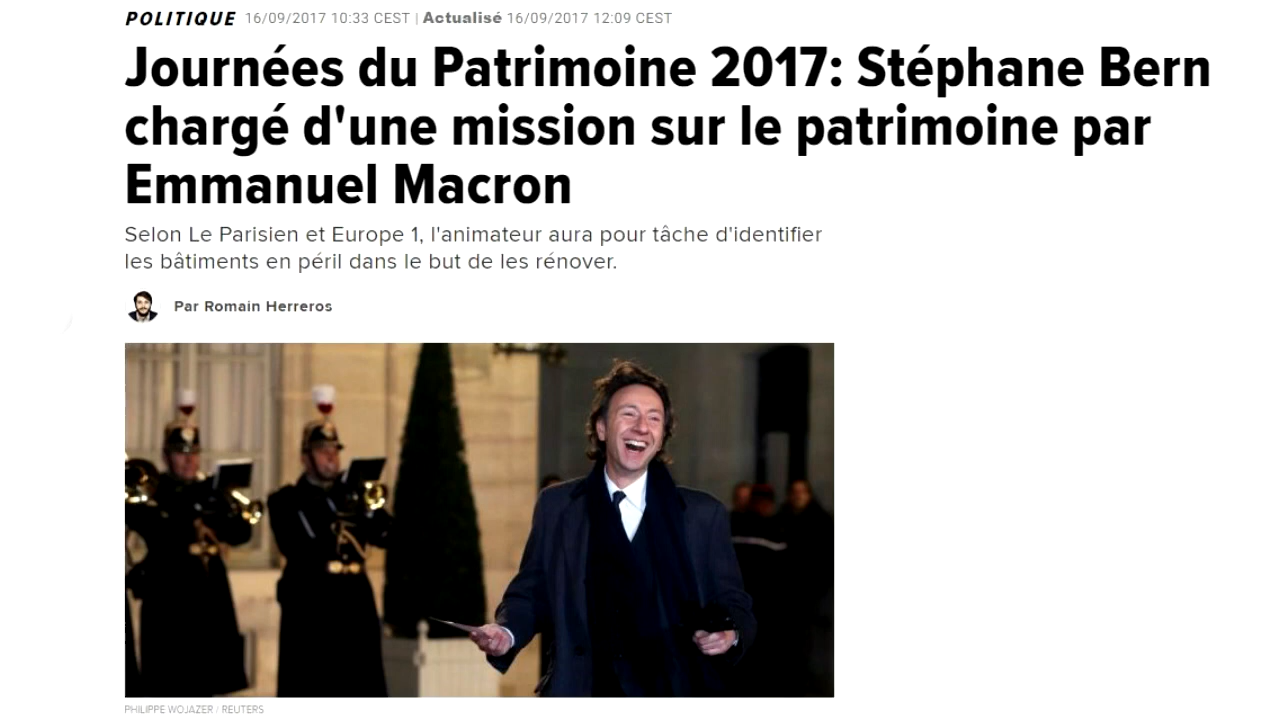 POLITIQUE 16/09/2017 10:33 CEST | Actualisé 16/09/2017 12:09 CEST
Journées du Patrimoine 2017: Stéphane Bern
chargé d'une mission sur le patrimoine par
Emmanuel Macron
Selon Le Parisien et Europe 1, l'animateur aura pour tâche d'identifier
les bâtiments en péril dans le but de les rénover.
Par Romain Herreros
PHILIPPE WOJAZER / REUTERS